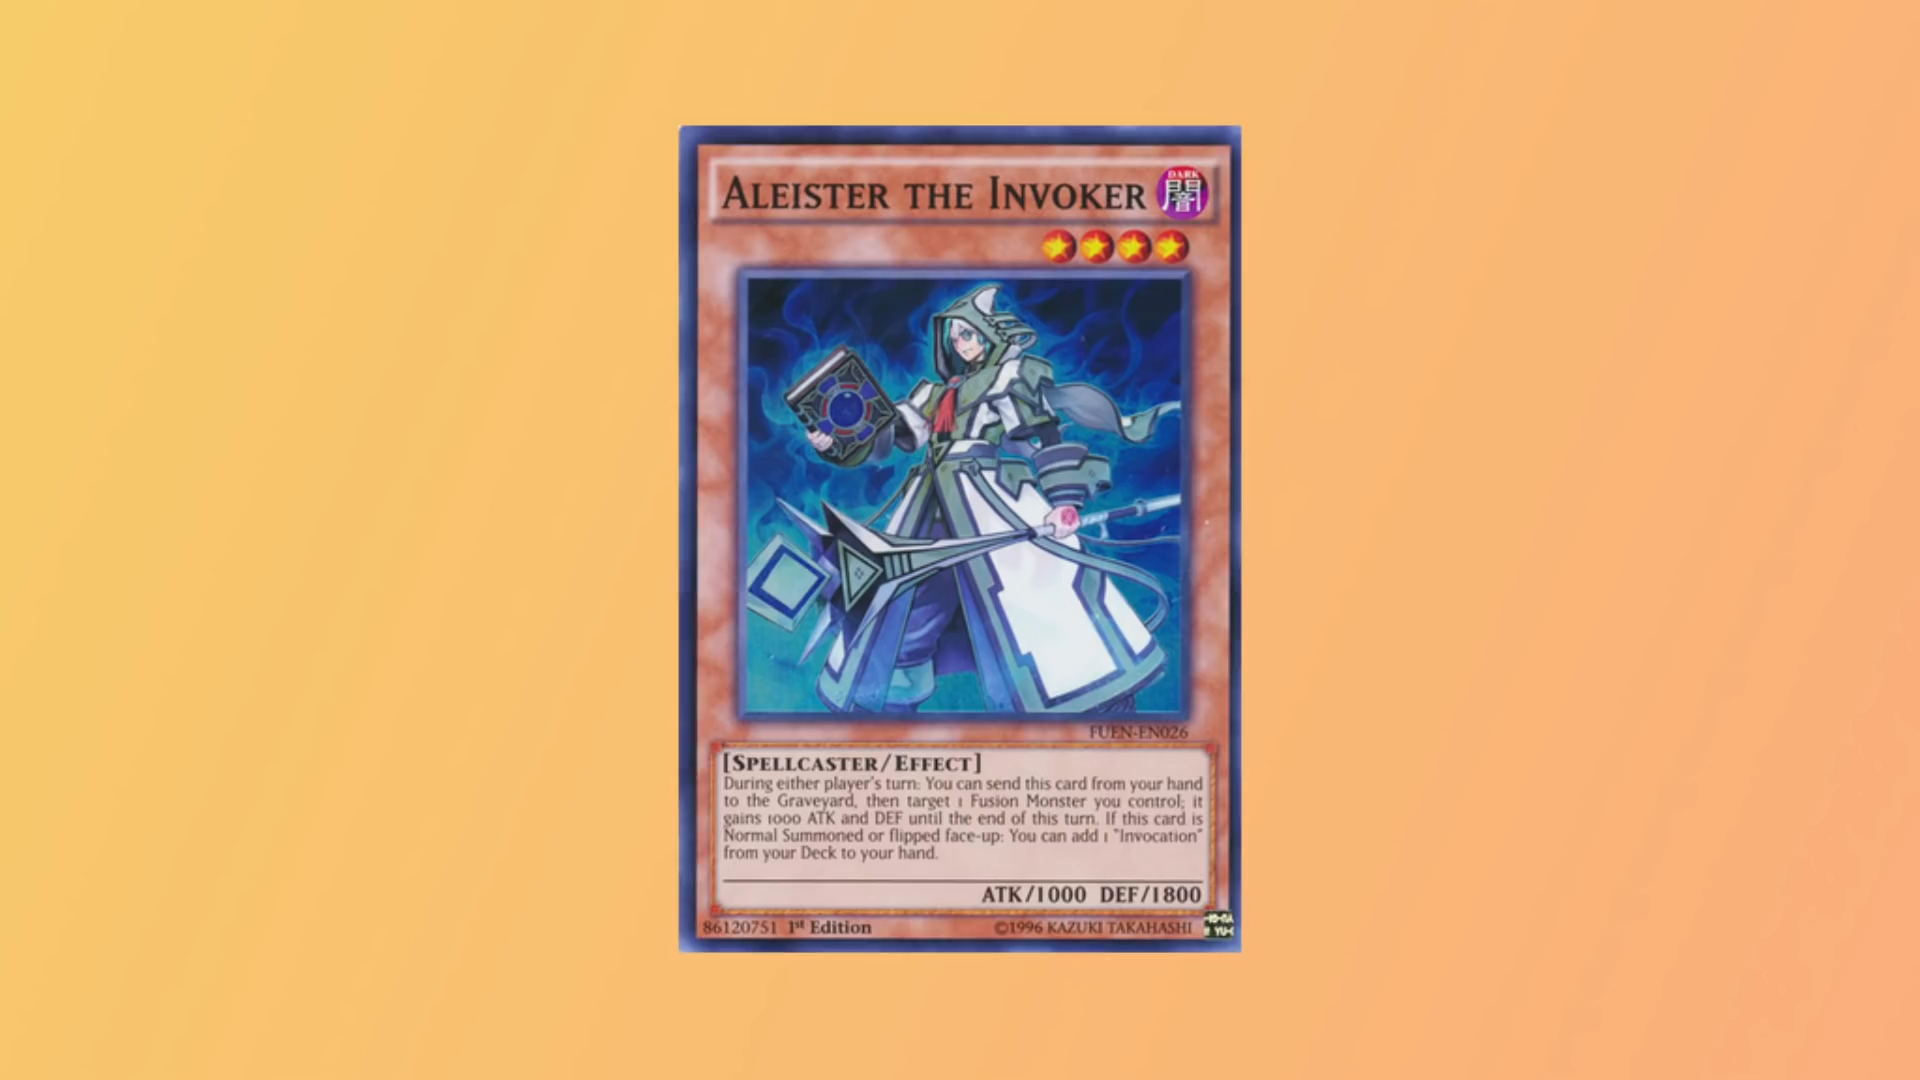 ALEISTER THE INVOKER
DARK
闇
FUEN-EN026
[SPELLCASTER/EFFECT]
During either player's turn: You can send this card from your hand
to the Graveyard, then target 1 Fusion Monster you control; it
gains 1000 ATK and DEF until the end of this turn. If this card is
Normal Summoned or flipped face-up: You can add 1 "Invocation"
from your Deck to your hand.
ATK/1000 DEF/1800
86120751 1st Edition
©1996 KAZUKI TAKAHASHI